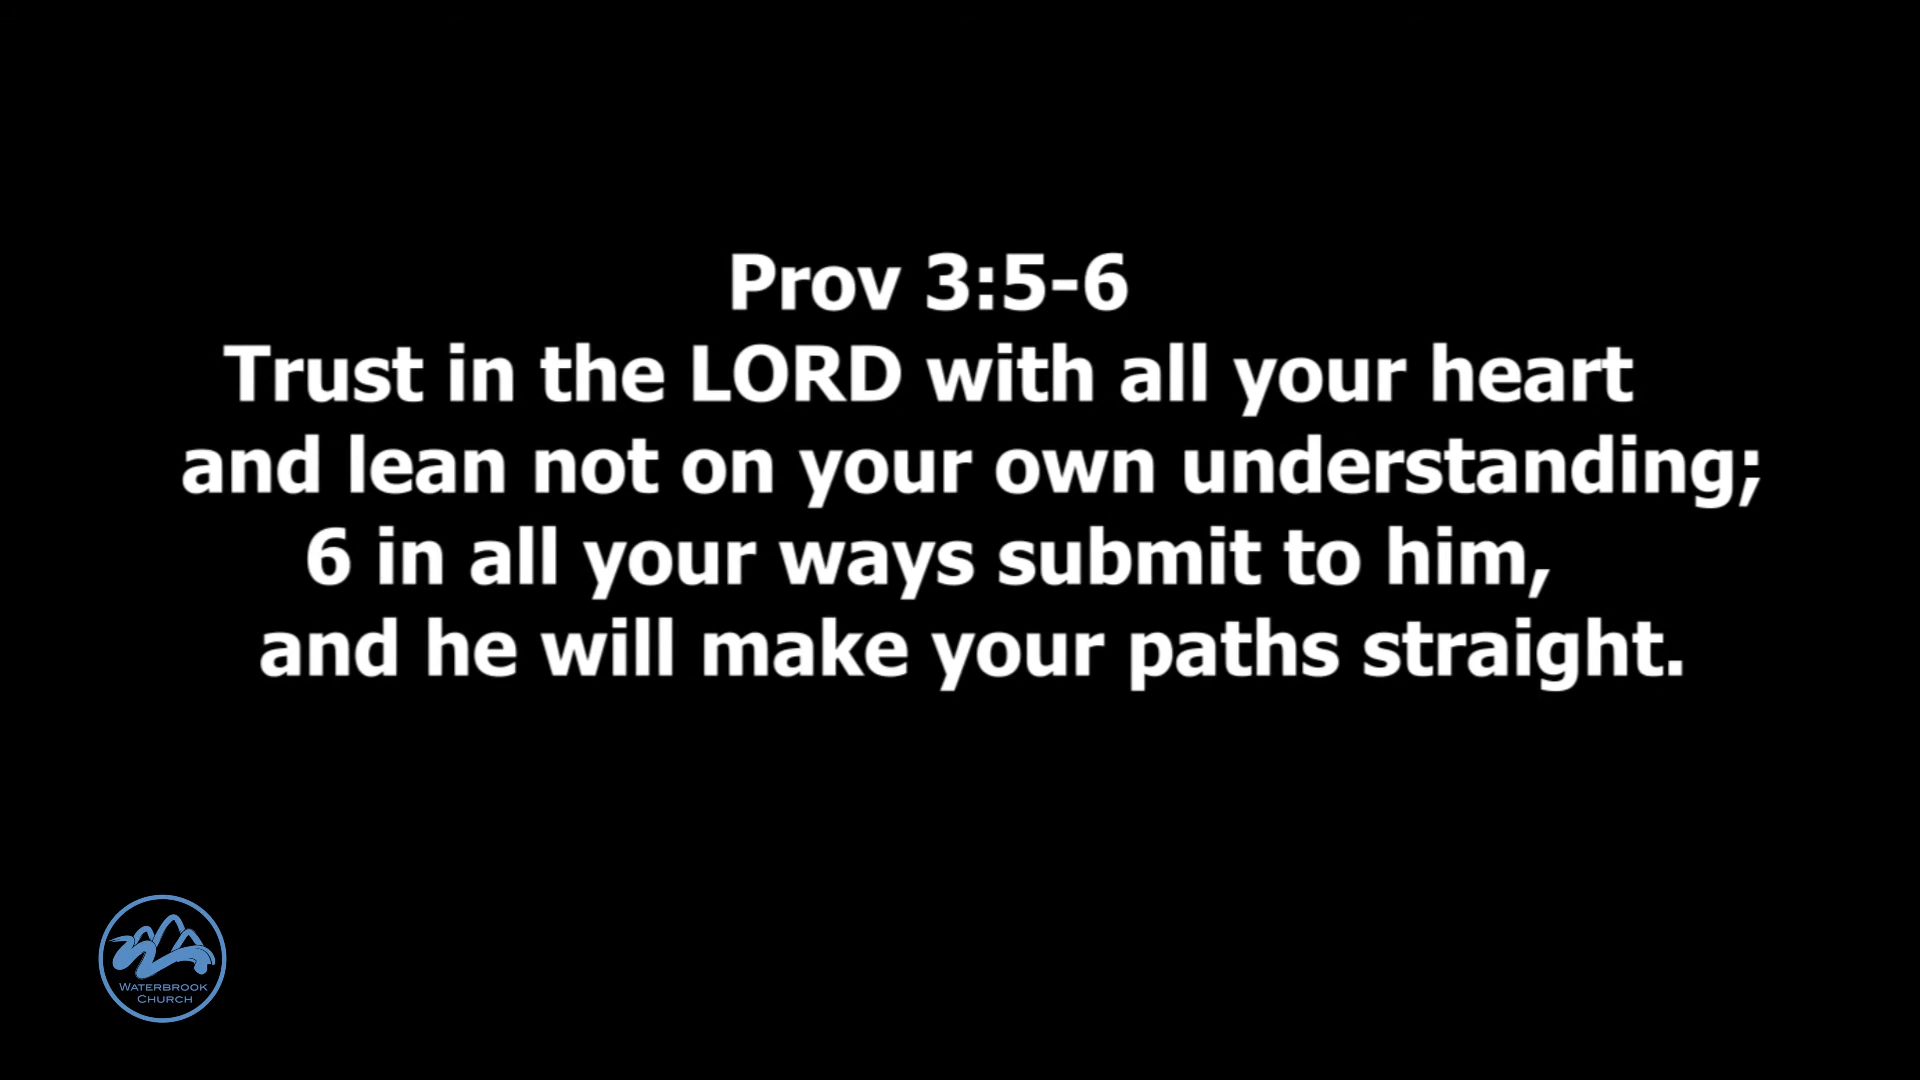 Prov 3:5-6
Trust in the LORD with all your heart
and lean not on your own understanding;
6 in all your ways submit to him,
and he will make your paths straight.
WATERBROOK
CHURCH